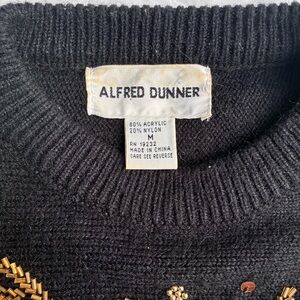 ALFRED DUNNER
80% ACRYLIC
20% NYLON
M
RN 19232
MADE IN CHINA
CARE SEE REVERSE